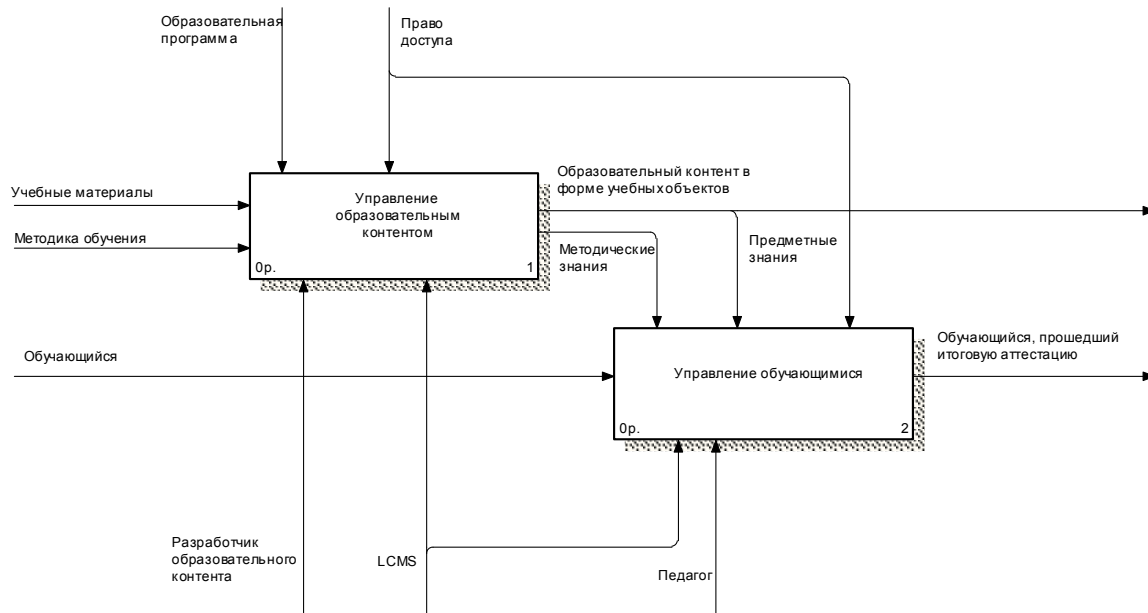 Образовательная
программа
Право
доступа
Учебные материалы
Методика обучения
Управление
образовательным
контентом
0р.
1
Образовательный контент в
форме учебных объектов
Методические
знания
Предметные
знания
Обучающийся
Управление обучающимися
0р.
2
Обучающийся, прошедший
итоговую аттестацию
Разработчик
образовательного
контента
LCMS
Педагог